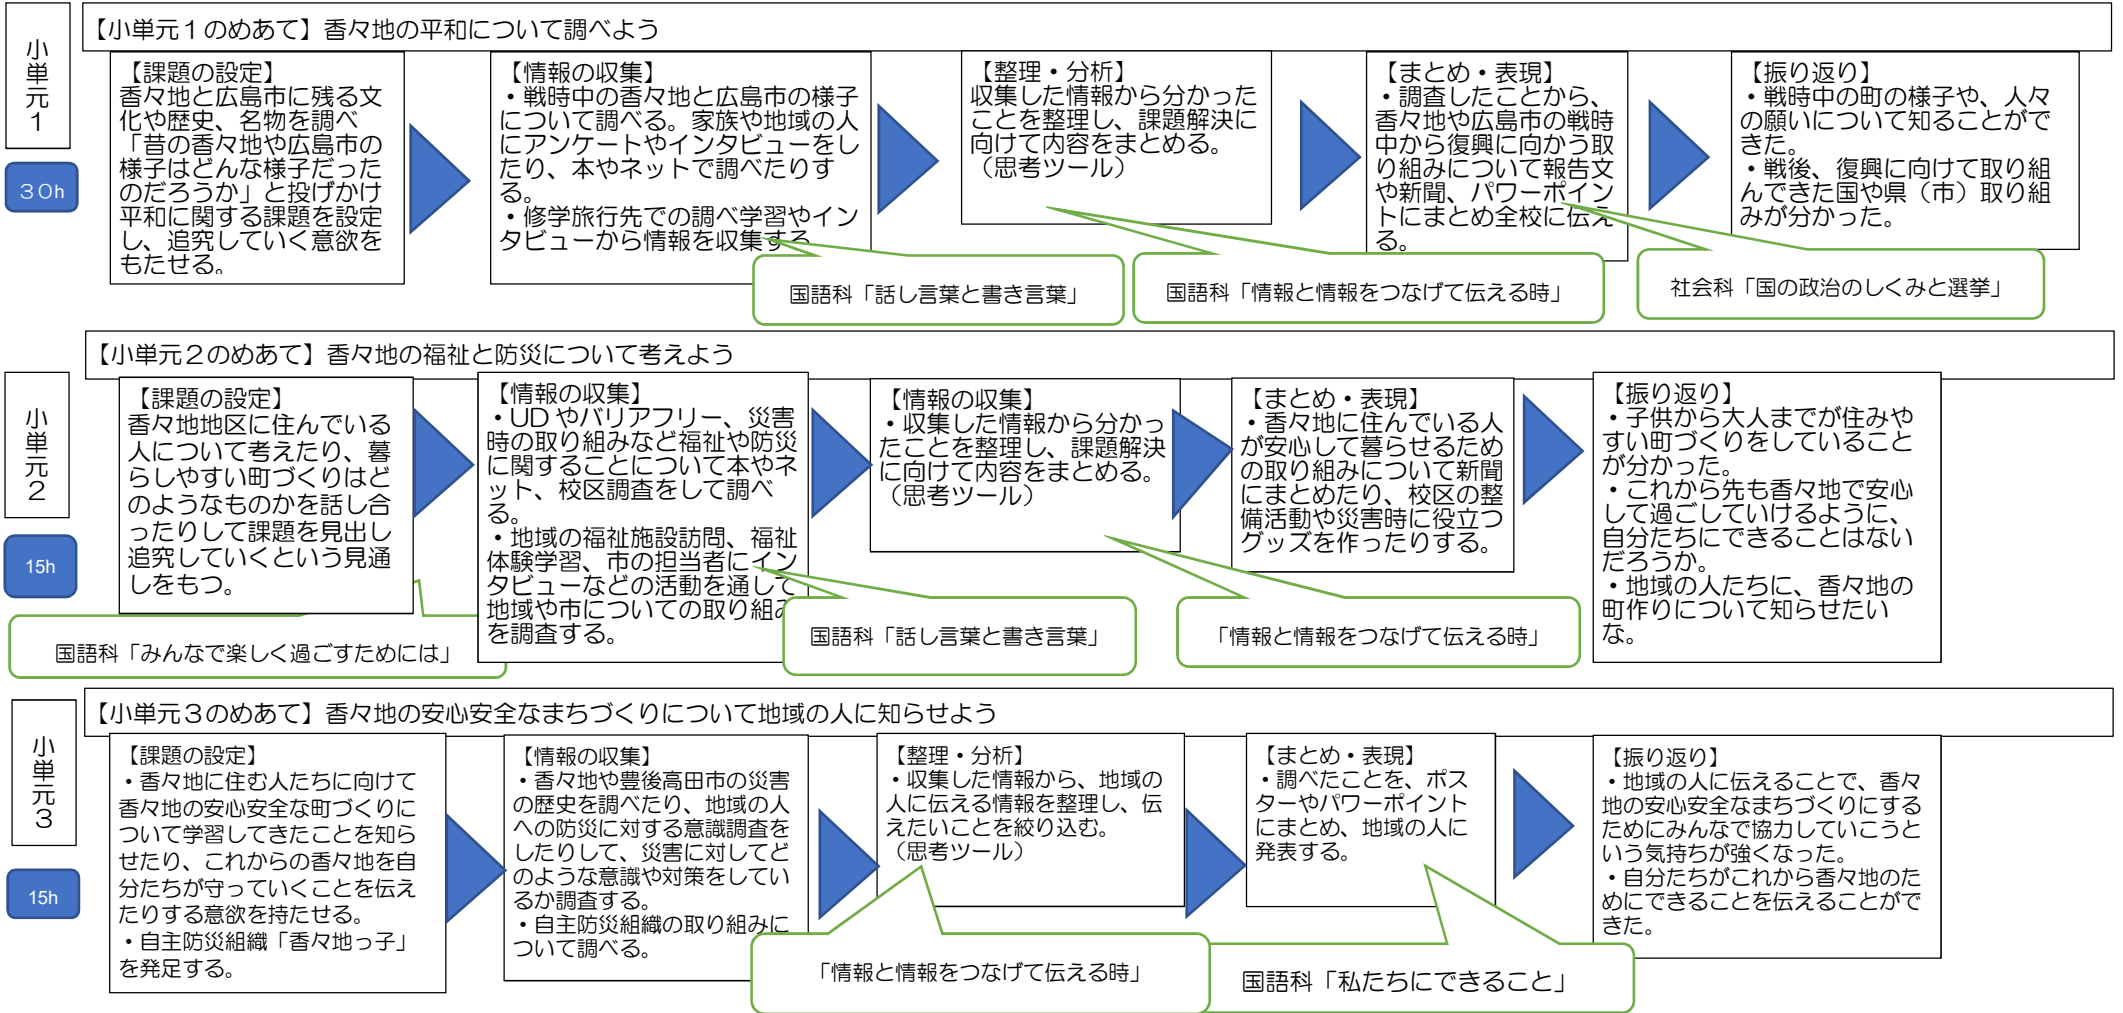 小単元1
30h
【小単元1のめあて】香々地の平和について調べよう
【課題の設定】
香々地と広島市に残る文
化や歴史、名物を調べ
「昔の香々地や広島市の
様子はどんな様子だった
のだろうか」と投げかけ
平和に関する課題を設定
し、追究していく意欲を
もたせる。
【情報の収集】
・戦時中の香々地と広島市の様子
について調べる。家族や地域の人
にアンケートやインタビューをし
たり、本やネットで調べたりす
る。
・修学旅行先での調べ学習やイン
タビューから情報を収集する
国語科「話し言葉と書き言葉」
【整理・分析】
収集した情報から分かった
ことを整理し、課題解決に
向けて内容をまとめる。
（思考ツール）
国語科「情報と情報をつなげて伝える時」
【まとめ・表現】
・調査したことから、
香々地や広島市の戦時
中から復興に向かう取
り組みについて報告文
や新聞、パワーポイン
トにまとめ全校に伝え
る。
社会科「国の政治のしくみと選挙」
【振り返り】
・戦時中の町の様子や、人々
の願いについて知ることがで
きた。
・戦後、復興に向けて取り組
んできた国や県（市）取り組
みが分かった。
小単元2
15h
【小単元2のめあて】香々地の福祉と防災について考えよう
【課題の設定】
香々地地区に住んでいる
人について考えたり、暮
らしやすい町づくりはど
のようなものかを話し合
ったりして課題を見出し
追究していくという見通
しをもつ。
国語科「みんなで楽しく過ごすためには」
【情報の収集】
・UDやバリアフリー、災害
時の取り組みなど福祉や防災
に関することについて本やネ
ット、校区調査をして調べ
る。
・地域の福祉施設訪問、福祉
体験学習、市の担当者にイン
タビューなどの活動を通して
地域や市についての取り組み
を調査する。
国語科「話し言葉と書き言葉」
【情報の収集】
・収集した情報から分かっ
たことを整理し、課題解決
に向けて内容をまとめる。
（思考ツール）
「情報と情報をつなげて伝える時」
【まとめ・表現】
・香々地に住んでいる人
が安心して暮らせるため
の取り組みについて新聞
にまとめたり、校区の整
備活動や災害時に役立つ
グッズを作ったりする。
【振り返り】
・子供から大人までが住みや
すい町づくりをしていること
が分かった。
・これから先も香々地で安心
して過ごしていけるように、
自分たちにできることはない
だろうか。
・地域の人たちに、香々地の
町作りについて知らせたい
な。
小単元3
15h
【小単元3のめあて】香々地の安心安全なまちづくりについて地域の人に知らせよう
【課題の設定】
・香々地に住む人たちに向けて
香々地の安心安全な町づくりに
ついて学習してきたことを知ら
せたり、これからの香々地を自
分たちが守っていくことを伝え
たりする意欲を持たせる。
・自主防災組織「香々地っ子」
を発足する。
【情報の収集】
・香々地や豊後高田市の災害
の歴史を調べたり、地域の人
への防災に対する意識調査を
したりして、災害に対してど
のような意識や対策をしてい
るか調査する。
・自主防災組織の取り組みに
ついて調べる。
【整理・分析】
・収集した情報から、地域の
人に伝える情報を整理し、伝
えたいことを絞り込む。
（思考ツール）
「情報と情報をつなげて伝える時」
【まとめ・表現】
・調べたことを、ポス
ターやパワーポイント
にまとめ、地域の人に
発表する。
国語科「私たちにできること」
【振り返り】
・地域の人に伝えることで、香々
地の安心安全なまちづくりにする
ためにみんなで協力していこうと
いう気持ちが強くなった。
・自分たちがこれから香々地のた
めにできることを伝えることがで
きた。